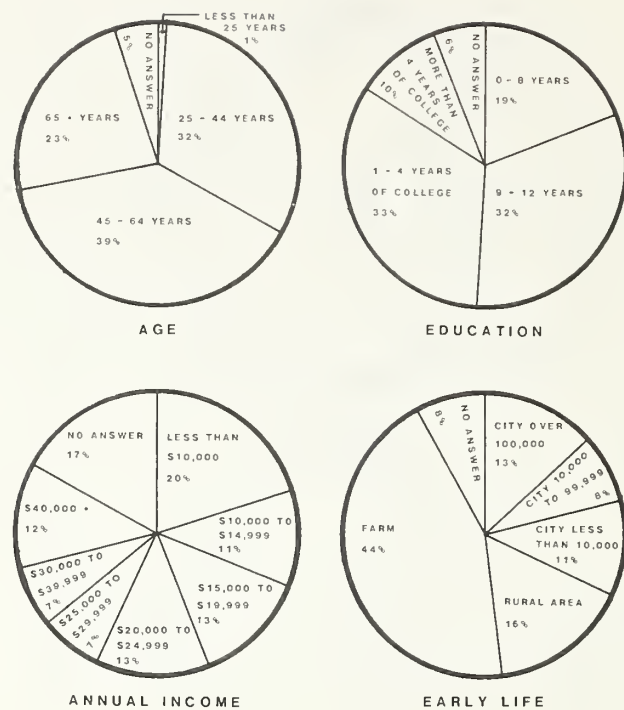 LESS THAN
25 YEARS
1%
25 - 44 YEARS
32%
45 - 64 YEARS
39%
65 + YEARS
23%
5%
NO ANSWER
AGE
0 - 8 YEARS
19%
9 - 12 YEARS
32%
1 - 4 YEARS
OF COLLEGE
33%
MORE THAN
4 YEARS
OF COLLEGE
10%
6%
NO ANSWER
EDUCATION
LESS THAN
$10,000
20%
$10,000 TO
$14,999
11%
$15,000 TO
$19,999
13%
$20,000 TO
$24,999
13%
$25,000 TO
$29,999
7%
$30,000 TO
$39,999
7%
$40,000 +
12%
NO ANSWER
17%
ANNUAL INCOME
CITY OVER
100,000
13%
CITY 10,000
TO 99,999
8%
CITY LESS
THAN 10,000
11%
RURAL AREA
16%
FARM
44%
8%
NO ANSWER
EARLY LIFE